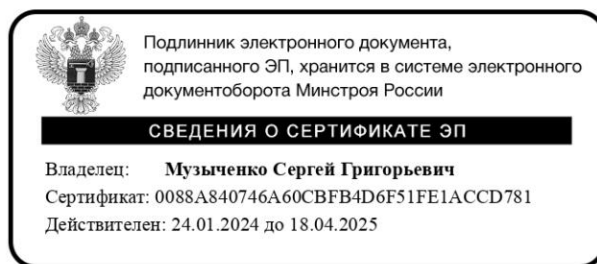 Подлинник электронного документа,
подписанного ЭП, хранится в системе электронного
документооборота Минстроя России
СВЕДЕНИЯ О СЕРТИФИКАТЕ ЭП
Владелец: Музыченко Сергей Григорьевич
Сертификат: 0088A840746A60CBFB4D6F51FE1ACCD781
Действителен: 24.01.2024 до 18.04.2025